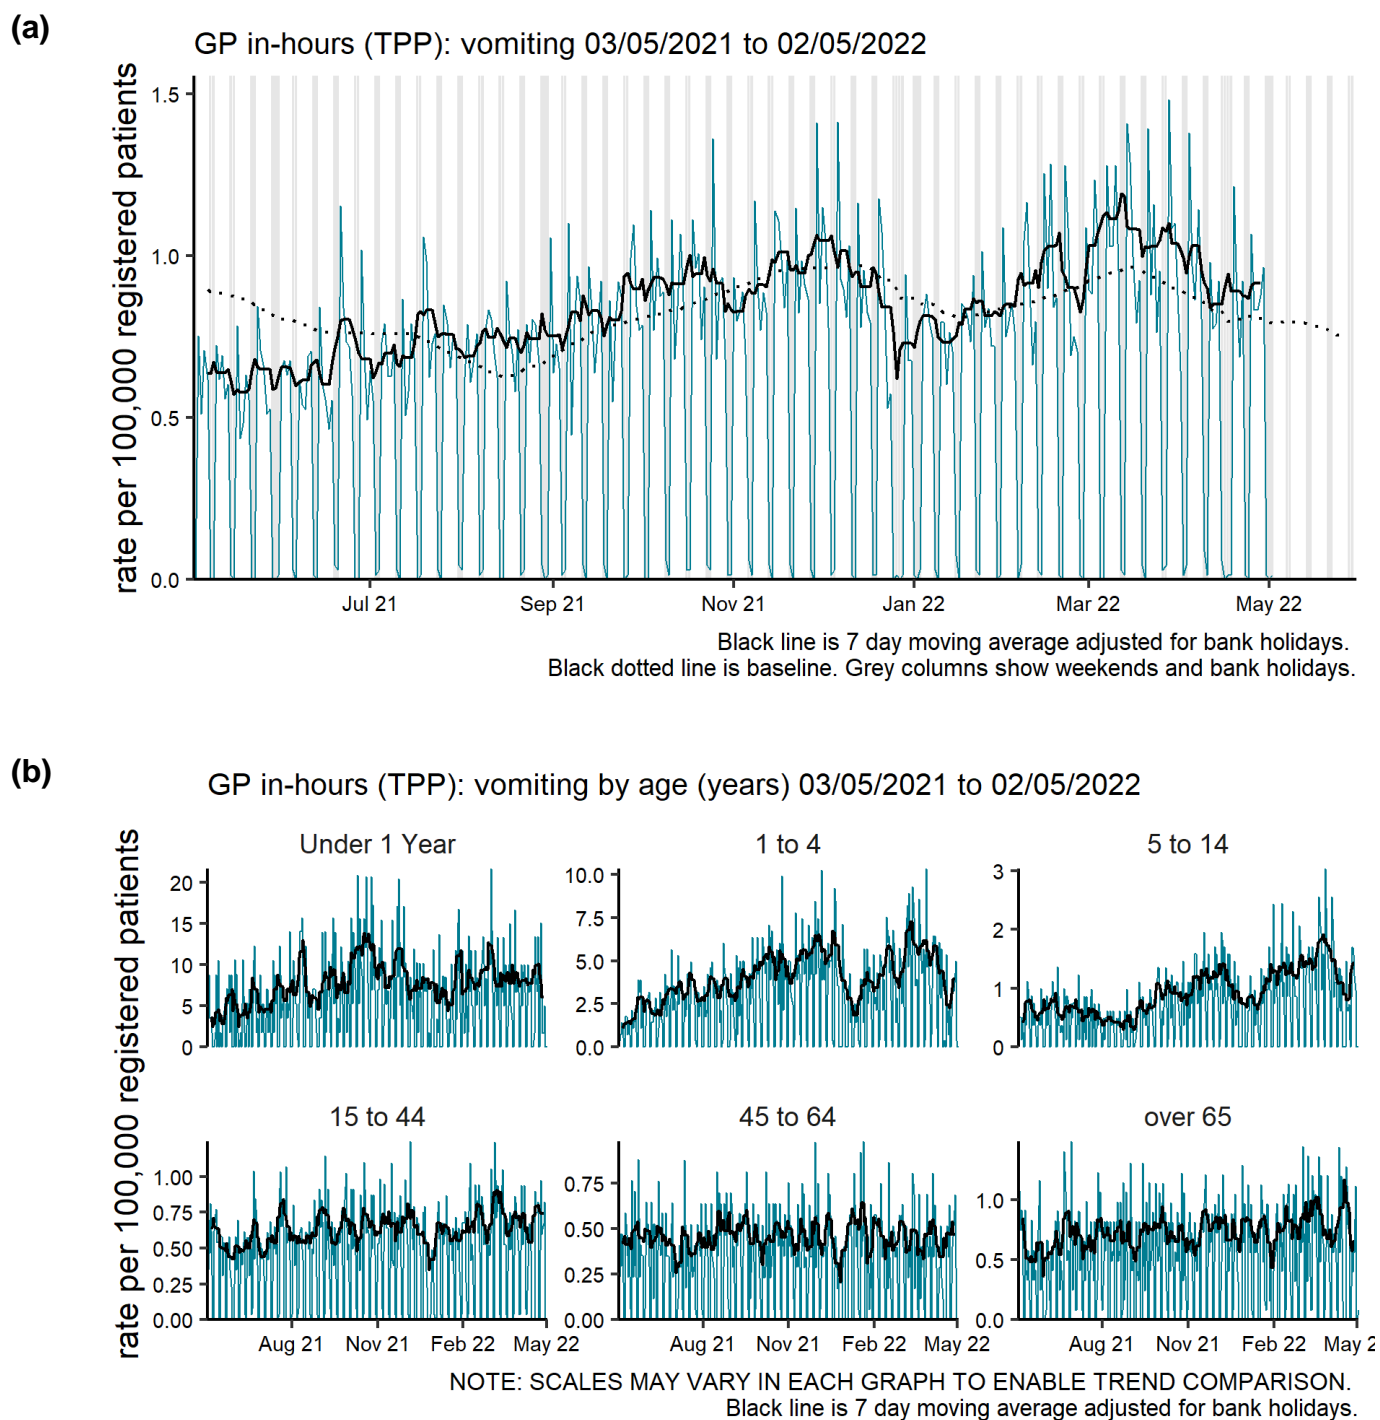 (a)
GP in-hours (TPP): vomiting 03/05/2021 to 02/05/2022
rate per 100,000 registered patients
1.5
1.0
0.5
0.0
Jul 21 Sep 21 Nov 21 Jan 22 Mar 22 May 22
Black line is 7 day moving average adjusted for bank holidays.
Black dotted line is baseline. Grey columns show weekends and bank holidays.
(b)
GP in-hours (TPP): vomiting by age (years) 03/05/2021 to 02/05/2022
rate per 100,000 registered patients
Under 1 Year
20
15
10
5
0
1 to 4
10.0
7.5
5.0
2.5
0.0
5 to 14
3
2
1
0
15 to 44
1.00
0.75
0.50
0.25
0.00
Aug 21 Nov 21 Feb 22 May 22
45 to 64
0.75
0.50
0.25
0.00
Aug 21 Nov 21 Feb 22 May 22
over 65
1.0
0.5
0.0
Aug 21 Nov 21 Feb 22 May 2
NOTE: SCALES MAY VARY IN EACH GRAPH TO ENABLE TREND COMPARISON.
Black line is 7 day moving average adjusted for bank holidays.